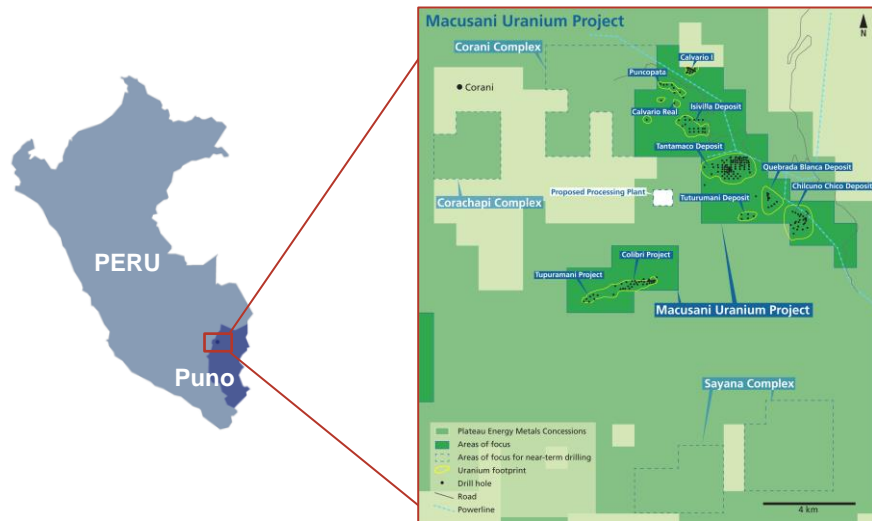 PERU
Puno
Macusani Uranium Project
N
Corani Complex
Calvario I
Puncopata
Corani
Isivilla Deposit
Calvario Real
Tantamaco Deposit
Quebrada Blanca Deposit
Chilcuno Chico Deposit
Proposed Processing Plant
Corachapi Complex
Tuturumani Deposit
Colibri Project
Tupuramani Project
Macusani Uranium Project
Sayana Complex
Plateau Energy Metals Concessions
Areas of focus
Areas of focus for near-term drilling
Uranium footprint
Drill hole
Road
Powerline
4 km